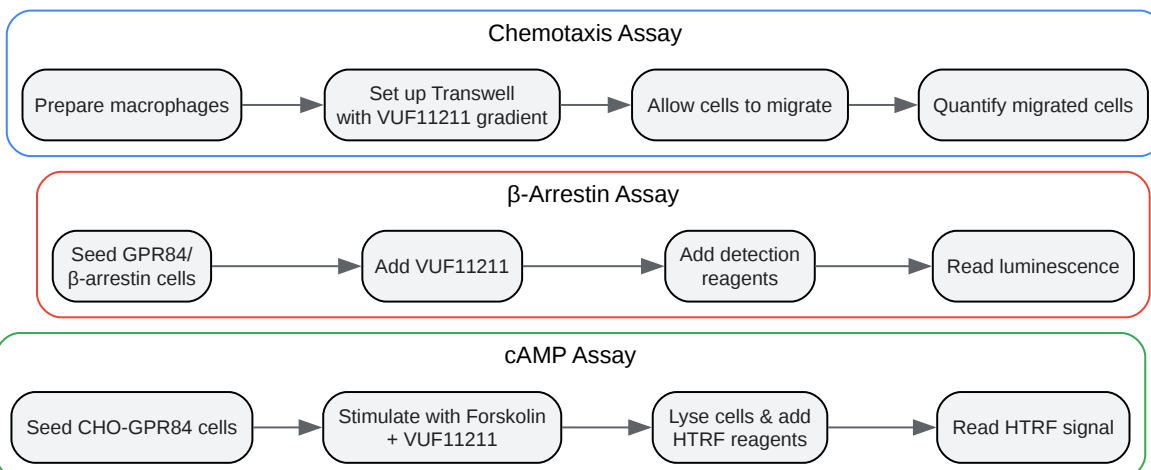 Chemotaxis Assay
Prepare macrophages
Set up Transwell
with VUF11211 gradient
Allow cells to migrate
Quantify migrated cells
β-Arrestin Assay
Seed GPR84/
β-arrestin cells
Add VUF11211
Add detection
reagents
Read luminescence
cAMP Assay
Seed CHO-GPR84 cells
Stimulate with Forskolin
+ VUF11211
Lyse cells & add
HTRF reagents
Read HTRF signal